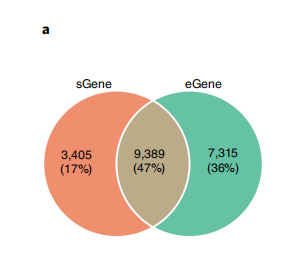 a
sGene eGene
3,405 9,389 7,315
(17%) (47%) (36%)